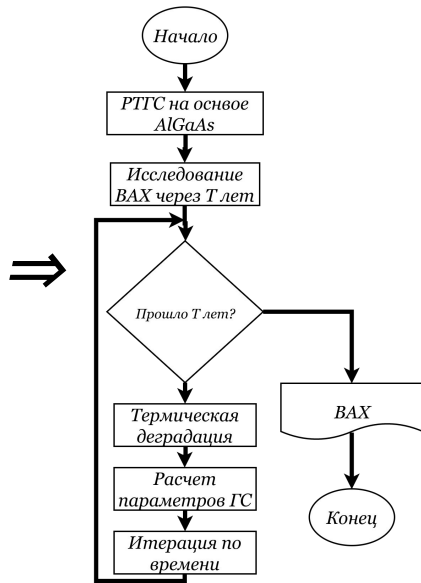 Начало
РТГС на оснвое
AlGaAs
Исследование
ВАХ через T лет
Прошло T лет?
Термическая
деградация
ВАХ
Расчет
параметров ГС
Итерация по
времени
Конец